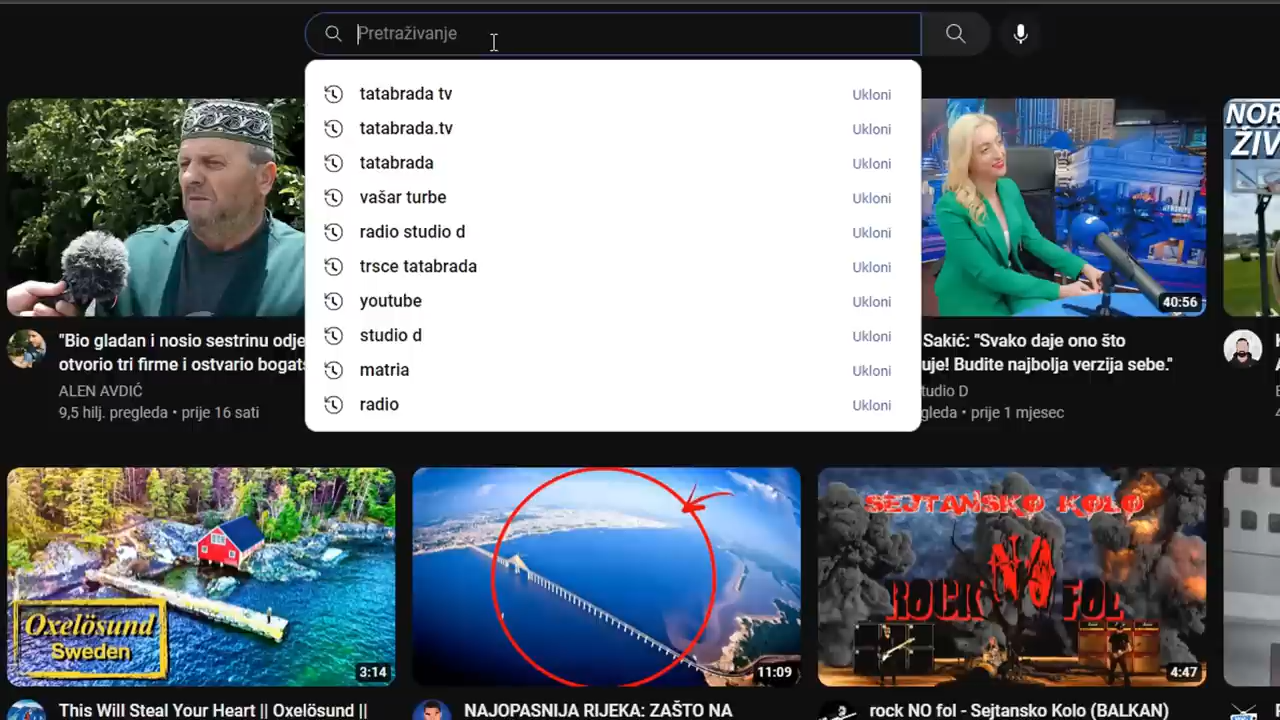 Pretraživanje
tatabrada tv Ukloni
tatabrada.tv Ukloni
tatabrada Ukloni
vašar turbe Ukloni
radio studio d Ukloni
trsce tatabrada Ukloni
youtube Ukloni
studio d Ukloni
matria Ukloni
radio Ukloni
40:56
NOR
ŽIV
"Bio gladan i nosio sestrinu odje
otvorio tri firme i ostvario bogats
ALEN AVDIĆ
9,5 hilj. pregleda • prije 16 sati
Sakić: "Svako daje ono što
uje! Budite najbolja verzija sebe."
tudio D
gleda • prije 1 mjesec
Oxelösund
Sweden
3:14
11:09
SEJTANSKO KOLO
ROCK NO FOL
4:47
This Will Steal Your Heart || Oxelösund ||
NAJOPASNIJA RIJEKA: ZAŠTO NA
rock NO fol - Sejtansko Kolo (BALKAN)